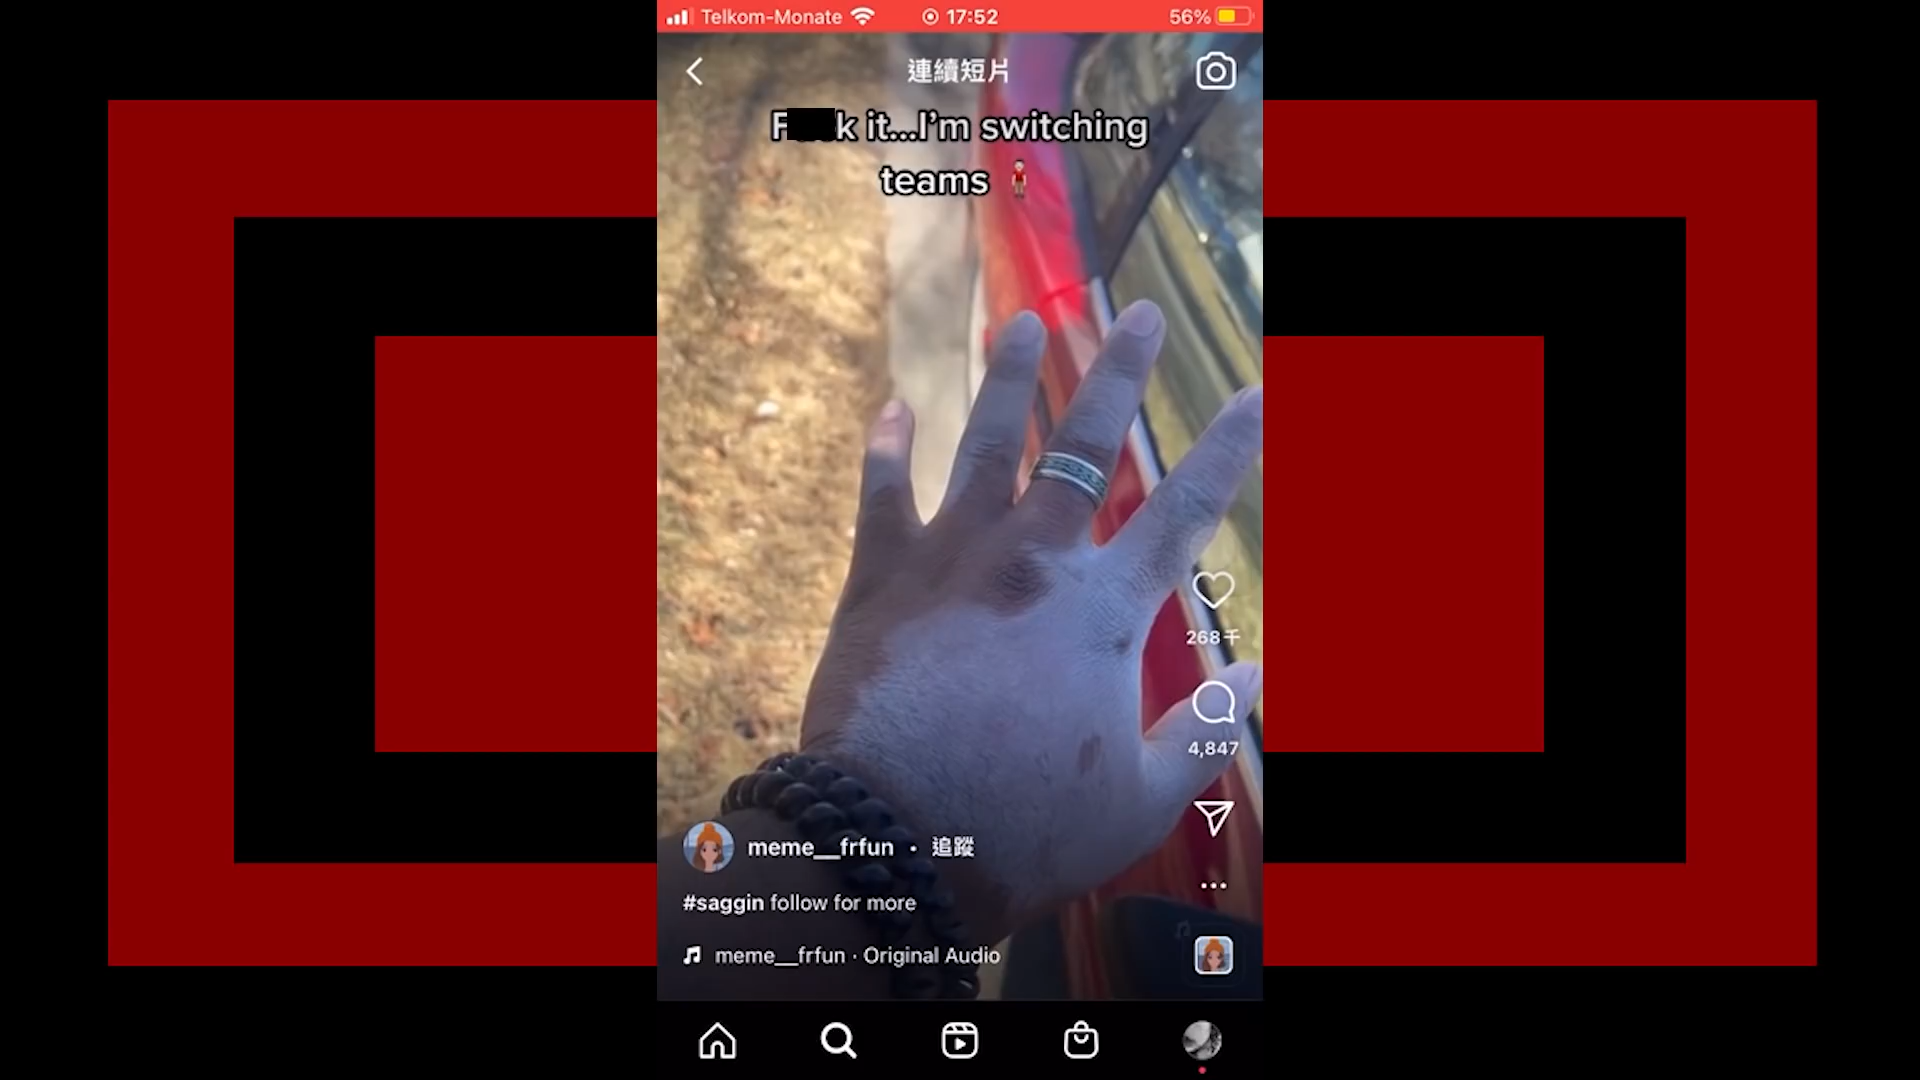 Telkom-Monate 17:52 56%
連續短片
F k it...I'm switching
teams
268千
4,847
meme__frfun • 追蹤
#saggin follow for more
meme__frfun · Original Audio